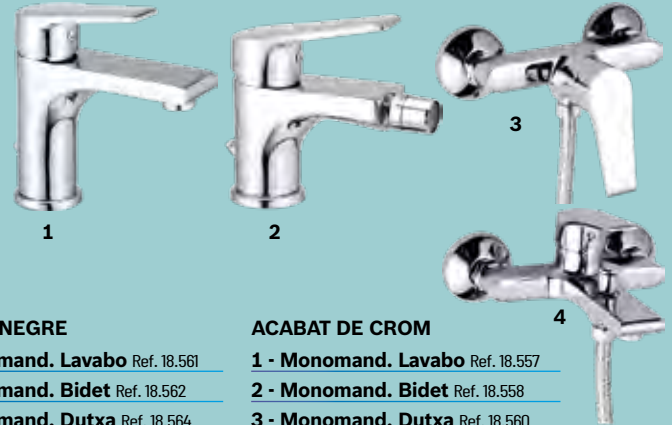 1
2
3
4
NEGRE
mand. Lavabo Ref. 18.561
mand. Bidet Ref. 18.562
mand. Dutxa Ref. 18.564
ACABAT DE CROM
1 - Monomand. Lavabo Ref. 18.557
2 - Monomand. Bidet Ref. 18.558
3 - Monomand. Dutxa Ref. 18.560